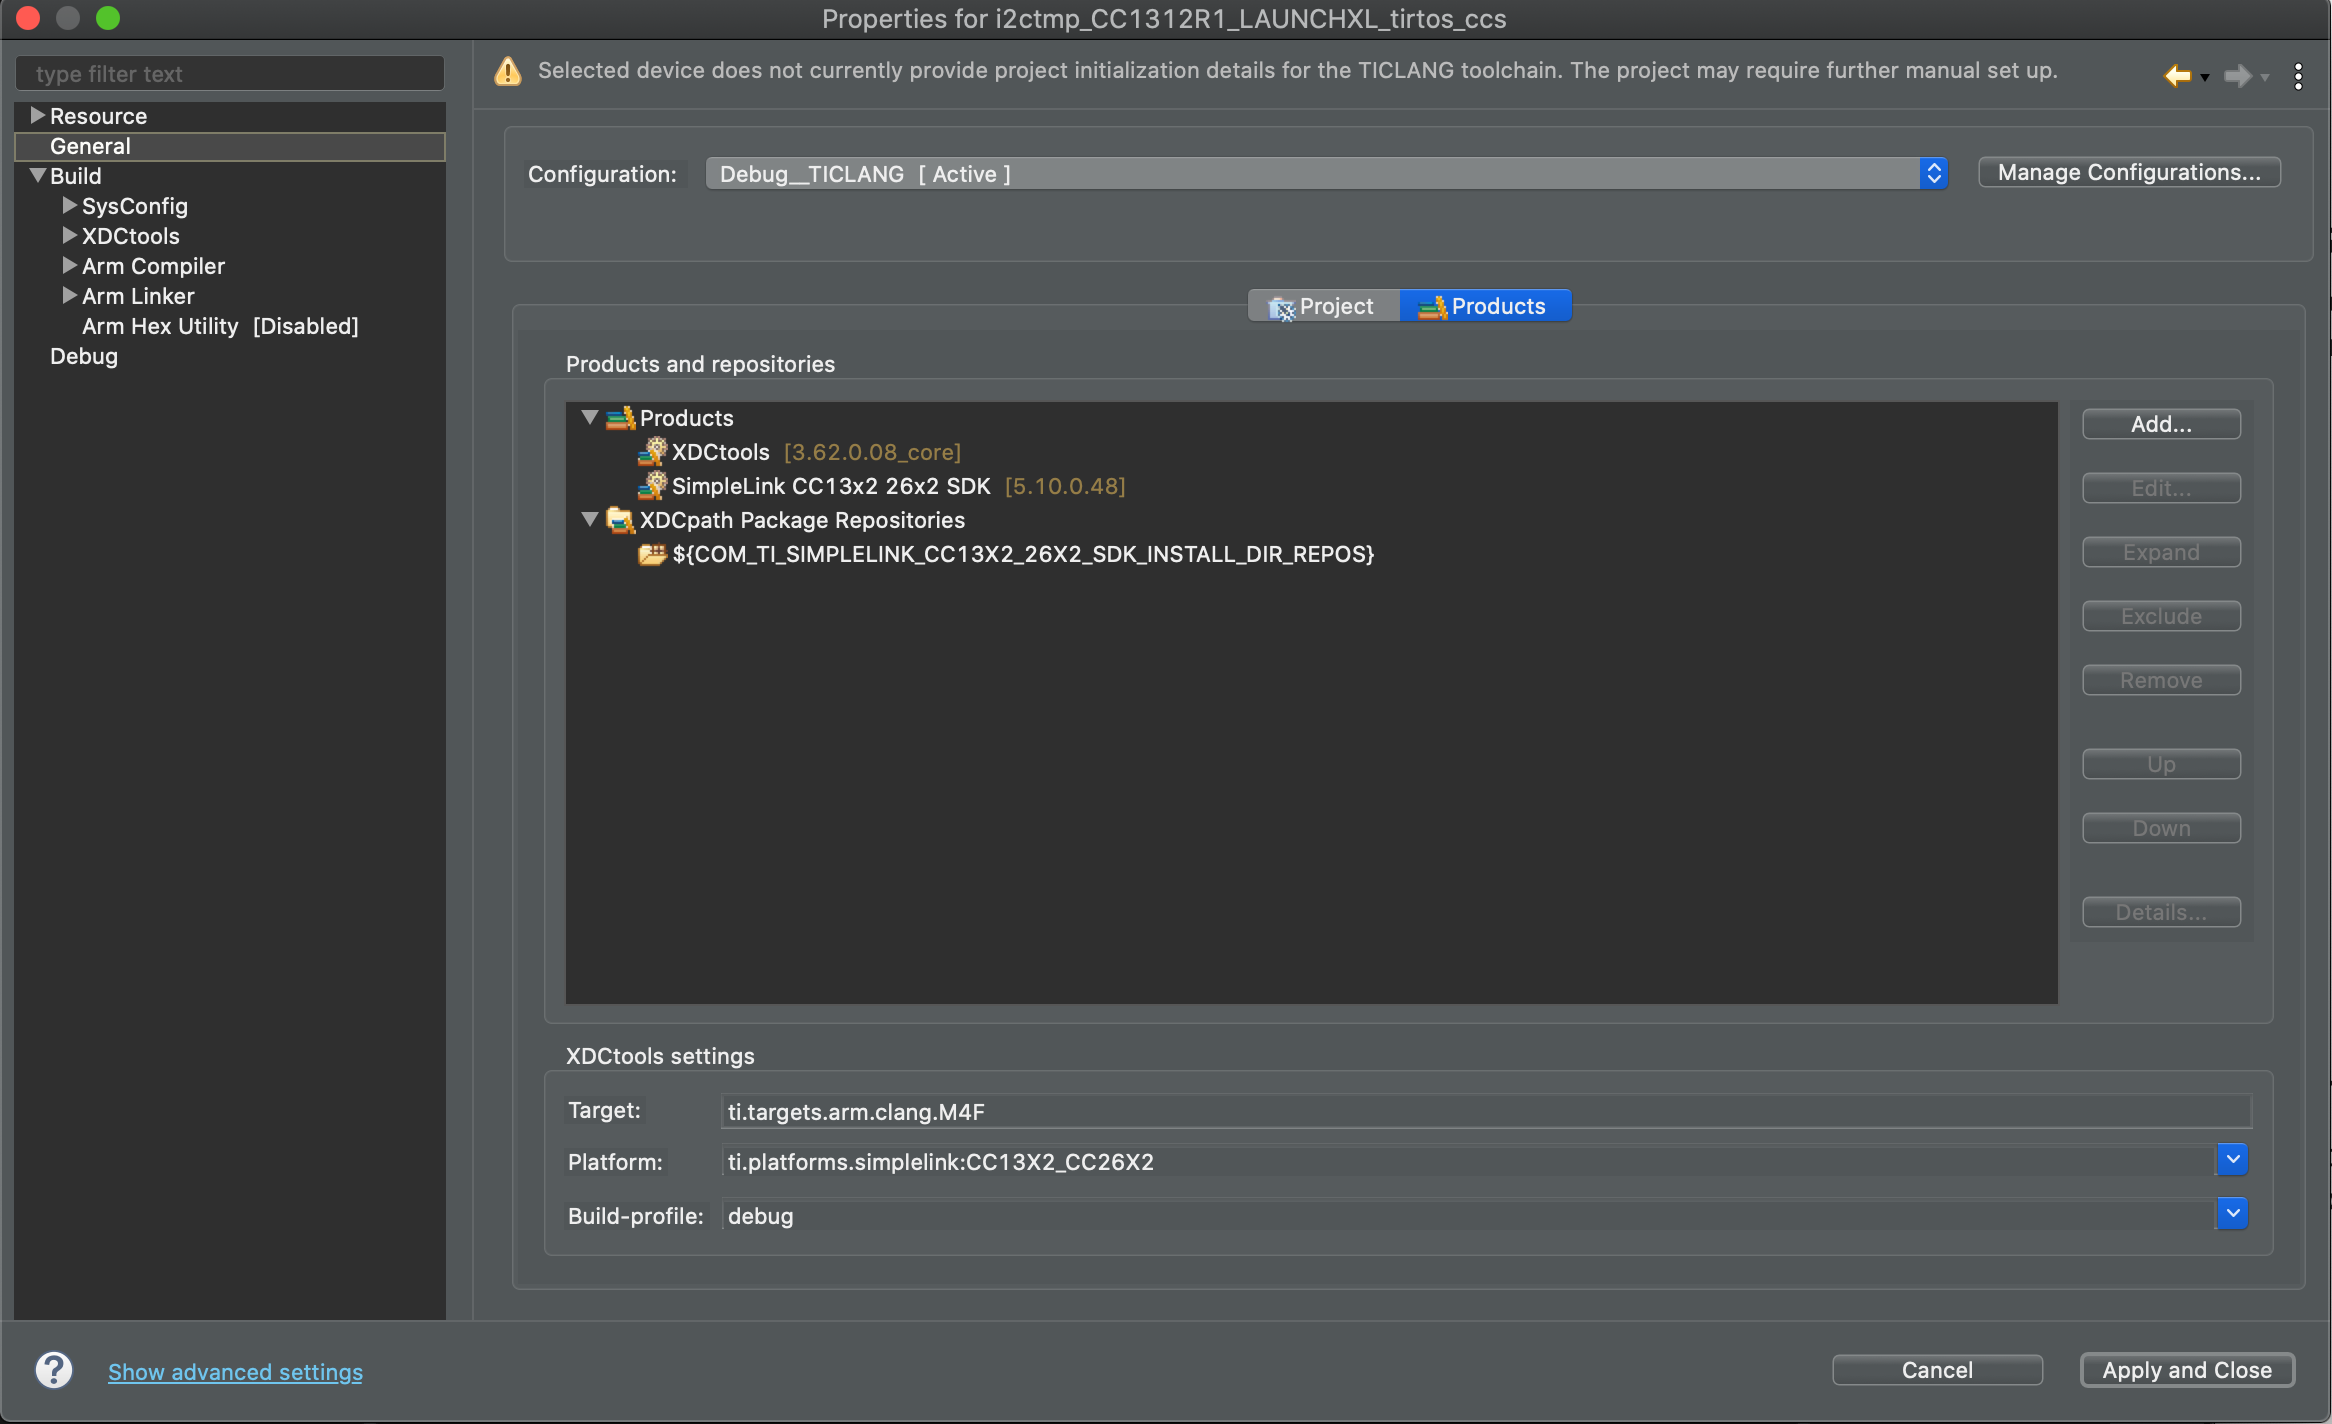 Properties for i2ctmp_CC1312R1_LAUNCHXL_tirtos_ccs
type filter text
Resource
General
Build
SysConfig
XDCtools
Arm Compiler
Arm Linker
Arm Hex Utility [Disabled]
Debug
Selected device does not currently provide project initialization details for the TICLANG toolchain. The project may require further manual set up.
Configuration: Debug__TICLANG [ Active ] Manage Configurations...
Project Products
Products and repositories
Products
XDCtools [3.62.0.08_core]
SimpleLink CC13x2 26x2 SDK [5.10.0.48]
XDCpath Package Repositories
${COM_TI_SIMPLELINK_CC13X2_26X2_SDK_INSTALL_DIR_REPOS}
Add...
Edit...
Expand
Exclude
Remove
Up
Down
Details...
XDCtools settings
Target: ti.targets.arm.clang.M4F
Platform: ti.platforms.simplelink:CC13X2_CC26X2
Build-profile: debug
? Show advanced settings
Cancel Apply and Close